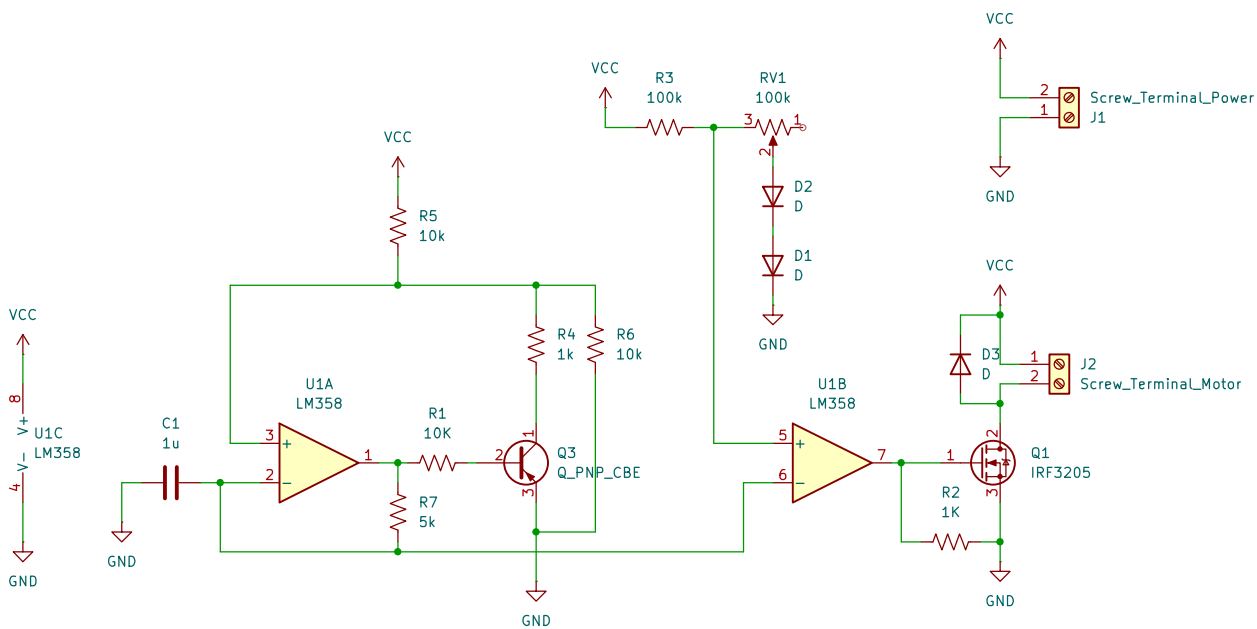 VCC
2
1
Screw_Terminal_Power
J1
GND
VCC
R3
100k
RV1
100k
3
1
2
D2
D
D1
D
GND
VCC
R5
10k
VCC
8
V+
V-
4
U1C
LM358
GND
C1
1u
GND
U1A
LM358
3
+
2
-
1
R1
10K
R7
5k
R4
1k
R6
10k
1
2
3
Q3
Q_PNP_CBE
GND
U1B
LM358
5
+
6
-
7
R2
1K
VCC
D3
D
1
2
J2
Screw_Terminal_Motor
2
1
3
Q1
IRF3205
GND